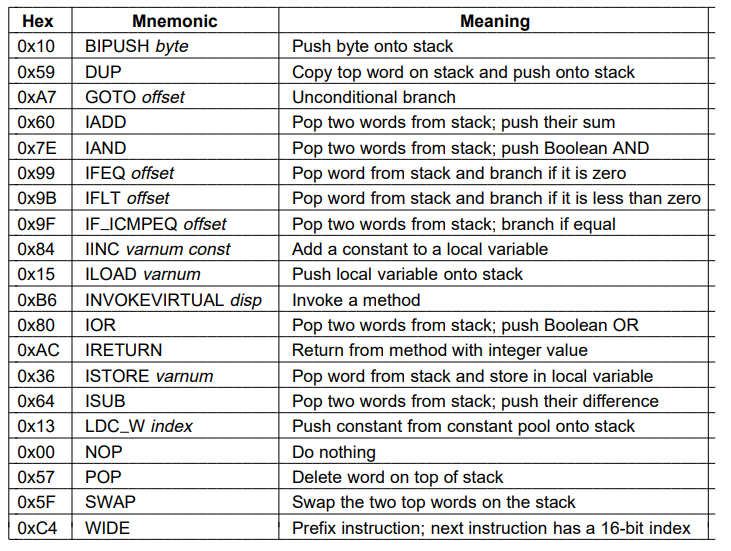 Hex Mnemonic Meaning
0x10 BIPUSH byte Push byte onto stack
0x59 DUP Copy top word on stack and push onto stack
0xA7 GOTO offset Unconditional branch
0x60 IADD Pop two words from stack; push their sum
0x7E IAND Pop two words from stack; push Boolean AND
0x99 IFEQ offset Pop word from stack and branch if it is zero
0x9B IFLT offset Pop word from stack and branch if it is less than zero
0x9F IF_ICMPEQ offset Pop two words from stack; branch if equal
0x84 IINC varnum const Add a constant to a local variable
0x15 ILOAD varnum Push local variable onto stack
0xB6 INVOKEVIRTUAL disp Invoke a method
0x80 IOR Pop two words from stack; push Boolean OR
0xAC IRETURN Return from method with integer value
0x36 ISTORE varnum Pop word from stack and store in local variable
0x64 ISUB Pop two words from stack; push their difference
0x13 LDC_W index Push constant from constant pool onto stack
0x00 NOP Do nothing
0x57 POP Delete word on top of stack
0x5F SWAP Swap the two top words on the stack
0xC4 WIDE Prefix instruction; next instruction has a 16-bit index